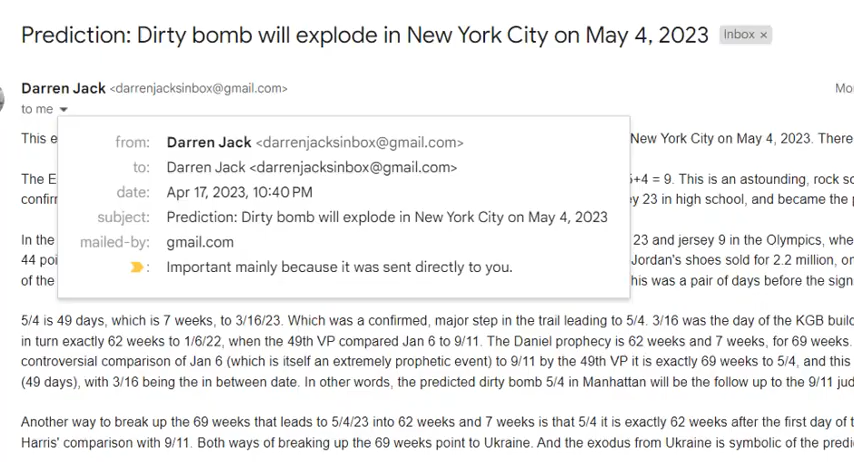 Prediction: Dirty bomb will explode in New York City on May 4, 2023 Inbox ×
Darren Jack <darrenjacksinbox@gmail.com> Mo
to me
This e New York City on May 4, 2023. There
from: Darren Jack <darrenjacksinbox@gmail.com>
to: Darren Jack <darrenjacksinbox@gmail.com>
date: Apr 17, 2023, 10:40 PM
subject: Prediction: Dirty bomb will explode in New York City on May 4, 2023
mailed-by: gmail.com
: Important mainly because it was sent directly to you.
The E 5+4 = 9. This is an astounding, rock sc
confirm ey 23 in high school, and became the p
In the 23 and jersey 9 in the Olympics, whe
44 poi Jordan's shoes sold for 2.2 million, on
of the his was a pair of days before the sign
5/4 is 49 days, which is 7 weeks, to 3/16/23. Which was a confirmed, major step in the trail leading to 5/4. 3/16 was the day of the KGB build
in turn exactly 62 weeks to 1/6/22, when the 49th VP compared Jan 6 to 9/11. The Daniel prophecy is 62 weeks and 7 weeks, for 69 weeks.
controversial comparison of Jan 6 (which is itself an extremely prophetic event) to 9/11 by the 49th VP it is exactly 69 weeks to 5/4, and this
(49 days), with 3/16 being the in between date. In other words, the predicted dirty bomb 5/4 in Manhattan will be the follow up to the 9/11 jud
Another way to break up the 69 weeks that leads to 5/4/23 into 62 weeks and 7 weeks is that 5/4 it is exactly 62 weeks after the first day of t
Harris' comparison with 9/11. Both ways of breaking up the 69 weeks point to Ukraine. And the exodus from Ukraine is symbolic of the predi